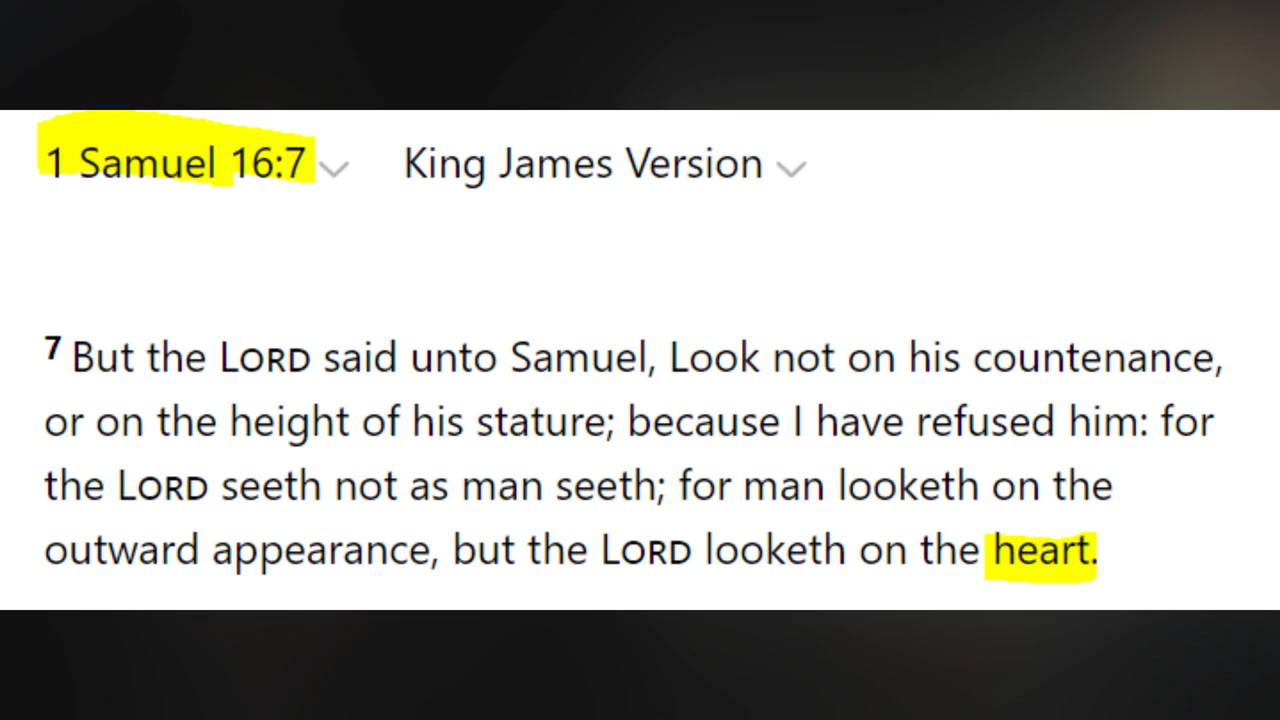 1 Samuel 16:7 King James Version
7 But the LORD said unto Samuel, Look not on his countenance,
or on the height of his stature; because I have refused him: for
the LORD seeth not as man seeth; for man looketh on the
outward appearance, but the LORD looketh on the heart.